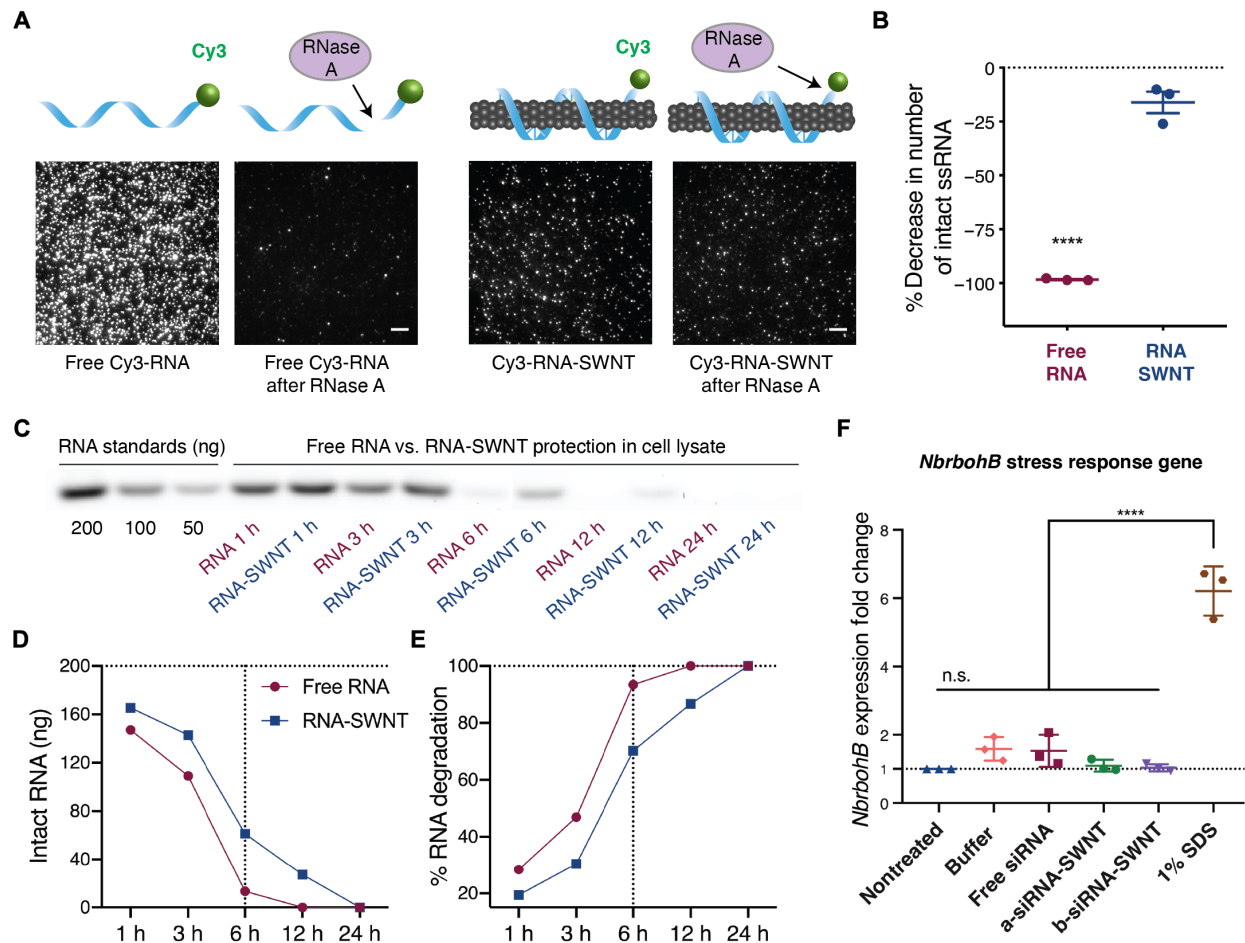 A
Cy3
RNase
A
Cy3
RNase
A
Free Cy3-RNA
Free Cy3-RNA
after RNase A
Cy3-RNA-SWNT
Cy3-RNA-SWNT
after RNase A
B
% Decrease in number
of intact ssRNA
0
−25
−50
−75
−100
****
Free
RNA
RNA
SWNT
C
RNA standards (ng)
Free RNA vs. RNA-SWNT protection in cell lysate
200
100
50
RNA 1 h
RNA-SWNT 1 h
RNA 3 h
RNA-SWNT 3 h
RNA 6 h
RNA-SWNT 6 h
RNA 12 h
RNA-SWNT 12 h
RNA 24 h
RNA-SWNT 24 h
D
Intact RNA (ng)
200
160
120
80
40
0
Free RNA
RNA-SWNT
1 h
3 h
6 h
12 h
24 h
E
% RNA degradation
100
80
60
40
20
1 h
3 h
6 h
12 h
24 h
F
NbrbohB stress response gene
NbrbohB expression fold change
8
6
4
2
1
0
n.s.
****
Nontreated
Buffer
Free siRNA
a-siRNA-SWNT
b-siRNA-SWNT
1% SDS